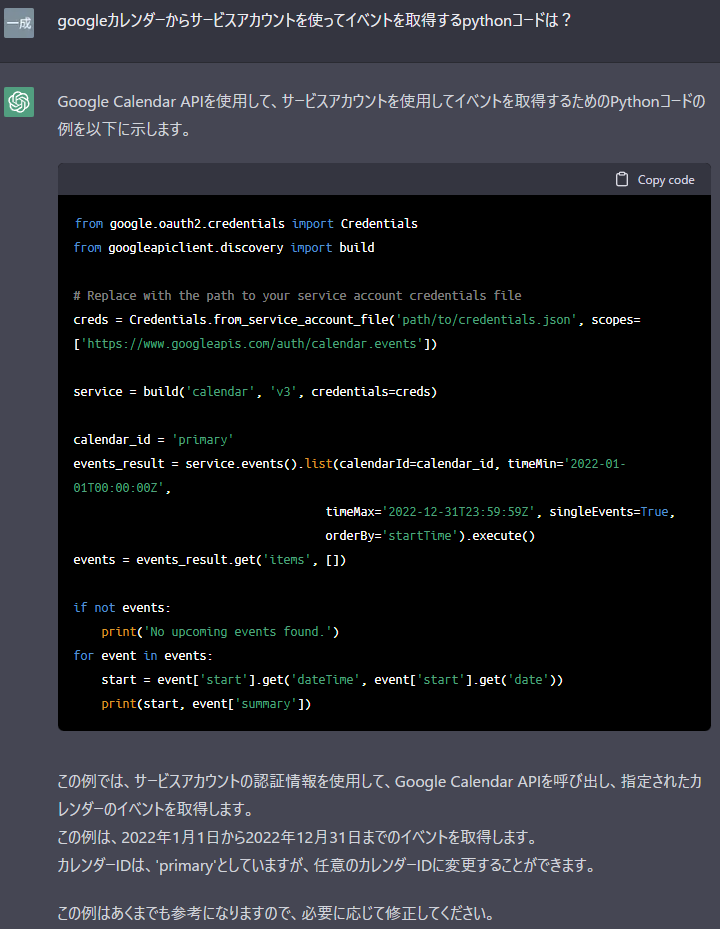 一成
googleカレンダーからサービスアカウントを使ってイベントを取得するpythonコードは？
Google Calendar APIを使用して、サービスアカウントを使用してイベントを取得するためのPythonコードの
例を以下に示します。
Copy code
from google.oauth2.credentials import Credentials
from googleapiclient.discovery import build
# Replace with the path to your service account credentials file
creds = Credentials.from_service_account_file('path/to/credentials.json', scopes=
['https://www.googleapis.com/auth/calendar.events'])
service = build('calendar', 'v3', credentials=creds)
calendar_id = 'primary'
events_result = service.events().list(calendarId=calendar_id, timeMin='2022-01-
01T00:00:00Z',
timeMax='2022-12-31T23:59:59Z', singleEvents=True,
orderBy='startTime').execute()
events = events_result.get('items', [])
if not events:
    print('No upcoming events found.')
for event in events:
    start = event['start'].get('dateTime', event['start'].get('date'))
    print(start, event['summary'])
この例では、サービスアカウントの認証情報を使用して、Google Calendar APIを呼び出し、指定されたカ
レンダーのイベントを取得します。
この例は、2022年1月1日から2022年12月31日までのイベントを取得します。
カレンダーIDは、'primary'としていますが、任意のカレンダーIDに変更することができます。
この例はあくまでも参考になりますので、必要に応じて修正してください。